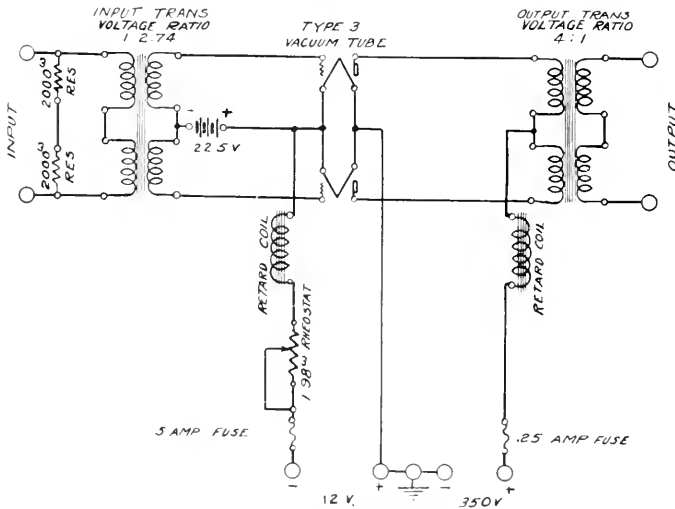 INPUT TRANS
VOLTAGE RATIO
1 2.74
TYPE 3
VACUUM TUBE
OUTPUT TRANS
VOLTAGE RATIO
4:1
INPUT
2000ω
RES
2000ω
RES
- +
22.5 V
OUTPUT
RETARD COIL
RETARD COIL
1.98ω RHEOSTAT
5 AMP FUSE
.25 AMP FUSE
- + - +
12 V.
350 V